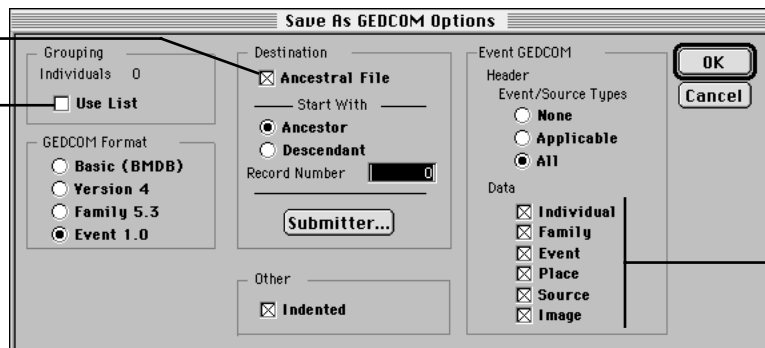 Save As GEDCOM Options
Grouping
Individuals 0
Use List
GEDCOM Format
Basic (BMDB)
Version 4
Family 5.3
Event 1.0
Destination
Ancestral File
Start With
Ancestor
Descendant
Record Number 0
Submitter...
Other
Indented
Event GEDCOM
Header
Event/Source Types
None
Applicable
All
Data
Individual
Family
Event
Place
Source
Image
OK
Cancel